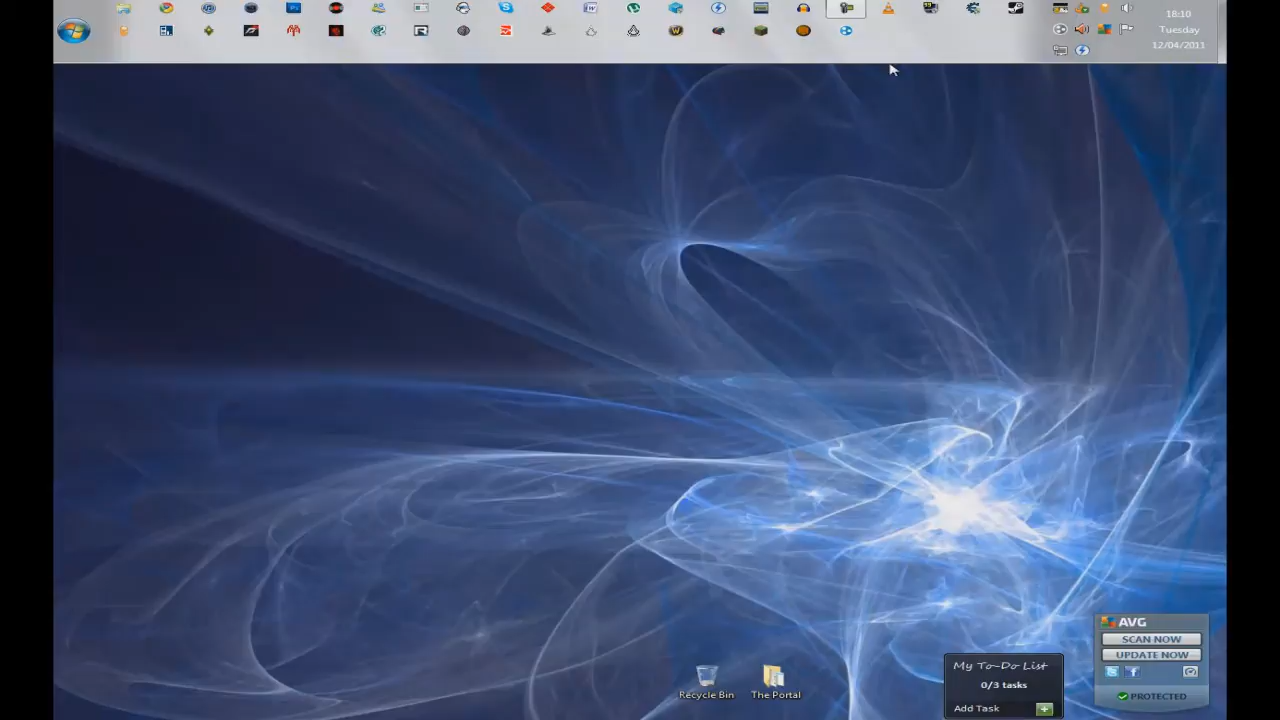 18:10
Tuesday
12/04/2011
AVG
SCAN NOW
UPDATE NOW
PROTECTED
My To-Do List
0/3 tasks
Add Task
Recycle Bin
The Portal